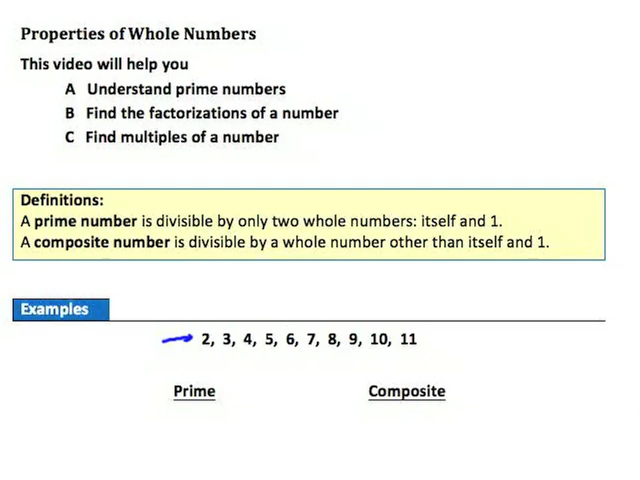 Properties of Whole Numbers
This video will help you
A Understand prime numbers
B Find the factorizations of a number
C Find multiples of a number
Definitions:
A prime number is divisible by only two whole numbers: itself and 1.
A composite number is divisible by a whole number other than itself and 1.
Examples
2, 3, 4, 5, 6, 7, 8, 9, 10, 11
Prime Composite